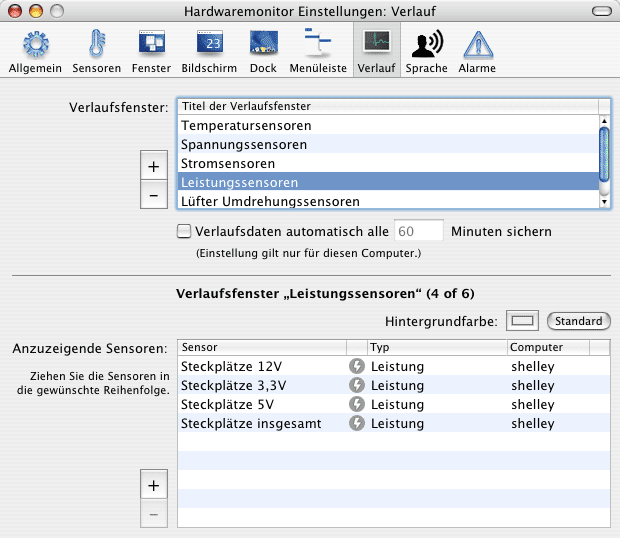 Hardwaremonitor Einstellungen: Verlauf
23
Allgemein Sensoren Fenster Bildschirm Dock Menüleiste Verlauf Sprache Alarme
Verlaufsfenster:
Titel der Verlaufsfenster
Temperatursensoren
Spannungssensoren
Stromsensoren
Leistungssensoren
Lüfter Umdrehungssensoren
+
−
Verlaufsdaten automatisch alle 60 Minuten sichern
(Einstellung gilt nur für diesen Computer.)
Verlaufsfenster „Leistungssensoren“ (4 of 6)
Hintergrundfarbe: Standard
Anzuzeigende Sensoren:
Ziehen Sie die Sensoren in
die gewünschte Reihenfolge.
Sensor Typ Computer
Steckplätze 12V Leistung shelley
Steckplätze 3,3V Leistung shelley
Steckplätze 5V Leistung shelley
Steckplätze insgesamt Leistung shelley
+
−